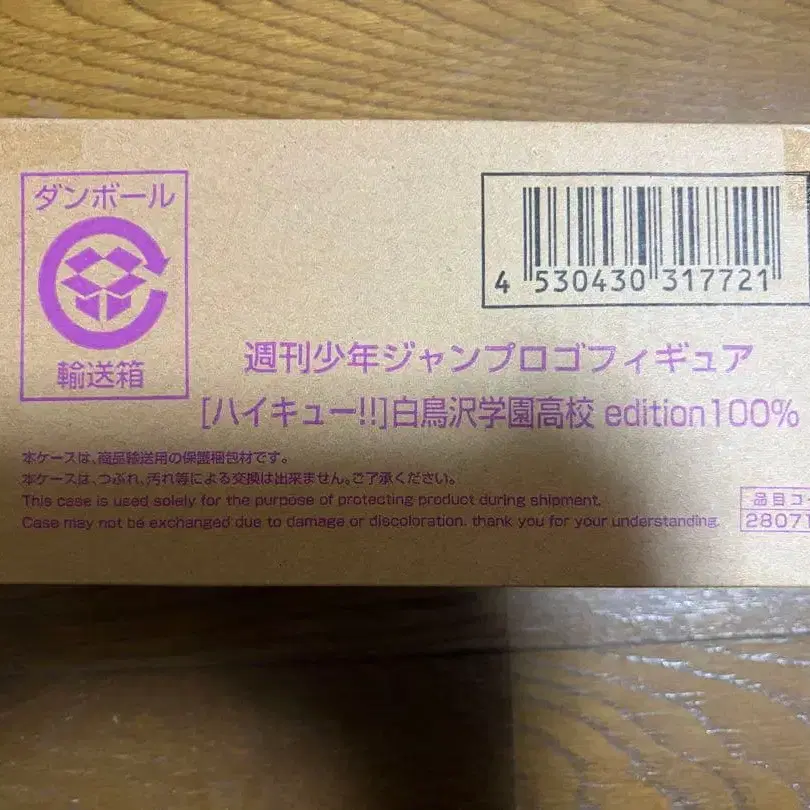 ダンボール
輸送箱
4 530430 317721
週刊少年ジャンプロゴフィギュア
[ハイキュー!!]白鳥沢学園高校 edition100%
本ケースは、商品輸送用の保護梱包材です。
本ケースは、つぶれ、汚れ等による交換は出来ません。ご了承ください。
This case is used solely for the purpose of protecting product during shipment.
Case may not be exchanged due to damage or discoloration. thank you for your understanding.
品目コ
28071